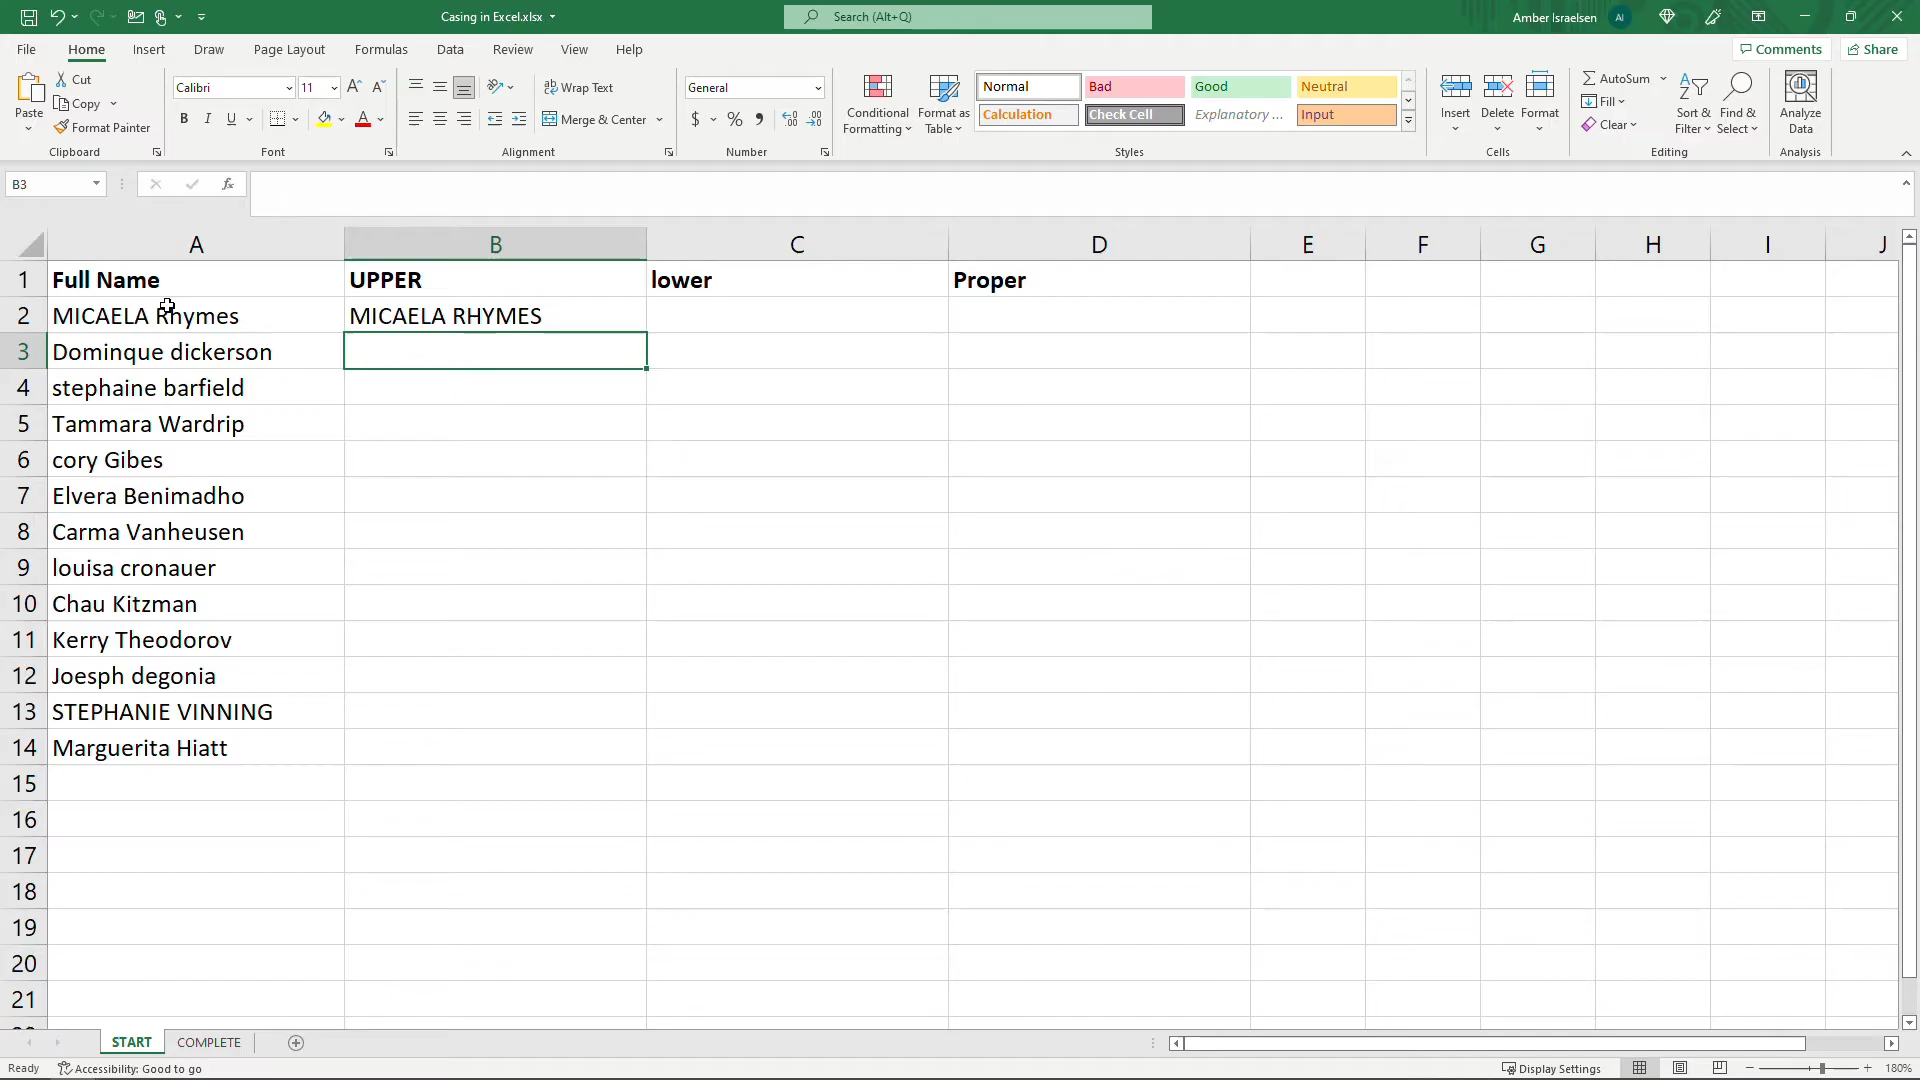 Casing in Excel.xlsx
Search (Alt+Q)
Amber Israelsen
AI
File Home Insert Draw Page Layout Formulas Data Review View Help
Comments Share
Paste
Cut
Copy
Format Painter
Clipboard
Calibri 11
B I U
Font
Wrap Text
Merge & Center
Alignment
General
$ % ,
Number
Conditional Formatting
Format as Table
Normal Bad Good Neutral
Calculation Check Cell Explanatory ... Input
Styles
Insert Delete Format
Cells
AutoSum
Fill
Clear
Sort & Filter
Find & Select
Editing
Analyze Data
Analysis
B3
fx
A B C D E F G H I J
1 Full Name UPPER lower Proper
2 MICAELA Rhymes MICAELA RHYMES
3 Dominque dickerson
4 stephaine barfield
5 Tammara Wardrip
6 cory Gibes
7 Elvera Benimadho
8 Carma Vanheusen
9 louisa cronauer
10 Chau Kitzman
11 Kerry Theodorov
12 Joesph degonia
13 STEPHANIE VINNING
14 Marguerita Hiatt
15
16
17
18
19
20
21
START COMPLETE
Ready Accessibility: Good to go Display Settings 180%